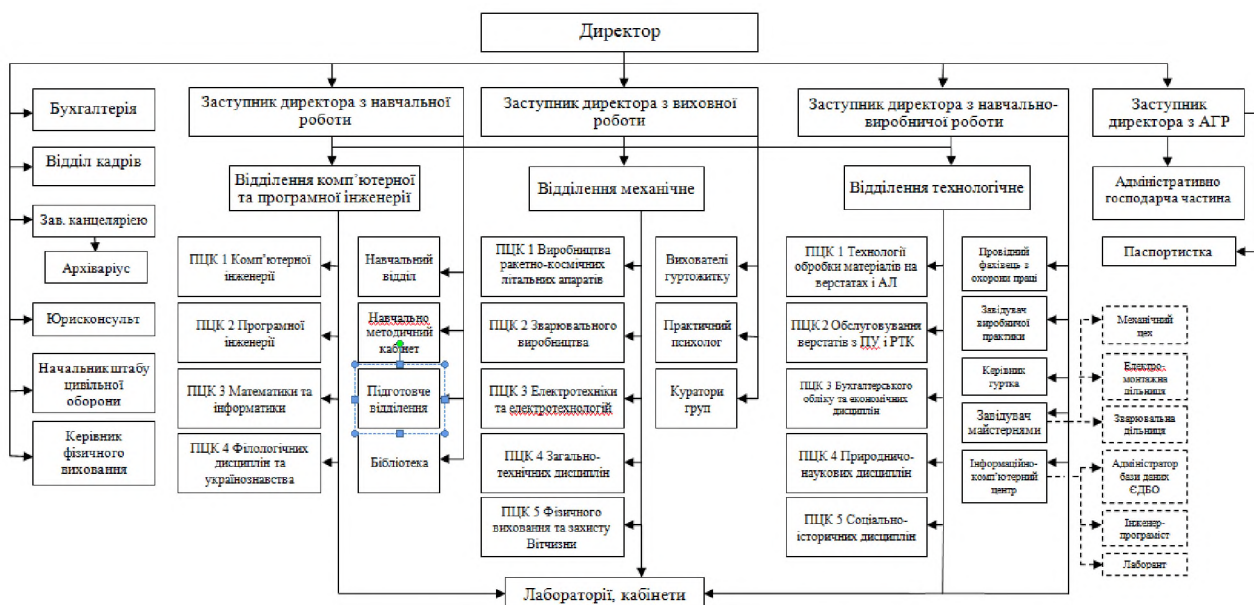 Директор
Бухгалтерія
Відділ кадрів
Зав. канцелярією
Архіваріус
Юрисконсульт
Начальник штабу
цивільної
оборони
Керівник
фізичного
виховання
Заступник директора з навчальної
роботи
Заступник директора з виховної
роботи
Заступник директора з навчально-
виробничої роботи
Заступник
директора з АГР
Відділення комп’ютерної
та програмної інженерії
Відділення механічне
Відділення технологічне
Адміністративно
господарча частина
Паспортистка
ПЦК 1 Комп’ютерної
інженерії
ПЦК 2 Програмної
інженерії
ПЦК 3 Математики та
інформатики
ПЦК 4 Філологічних
дисциплін та
українознавства
Навчальний
відділ
Навчально
методичний
кабінет
Підготовче
відділення
Бібліотека
ПЦК 1 Виробництва
ракетно-космічних
літальних апаратів
ПЦК 2 Зварювального
виробництва
ПЦК 3 Електротехніки
та електротехнологій
ПЦК 4 Загально-
технічних дисциплін
ПЦК 5 Фізичного
виховання та захисту
Вітчизни
Вихователі
гуртожитку
Практичний
психолог
Куратори
груп
ПЦК 1 Технології
обробки матеріалів на
верстатах і АЛ
ПЦК 2 Обслуговування
верстатів з ПУ і РТК
ПЦК 3 Бухгалтерського
обліку та економічних
дисциплін
ПЦК 4 Природничо-
наукових дисциплін
ПЦК 5 Соціально-
історичних дисциплін
Провідний
фахівець з
охорони праці
Завідувач
виробничої
практики
Керівник
гуртка
Завідувач
майстернями
Інформаційно-
комп’ютерний
центр
Механічний
цех
Електро-
монтажна
дільниця
Зварювальна
дільниця
Адміністратор
бази даних
ЄДБО
Інженер-
програміст
Лаборант
Лабораторії, кабінети